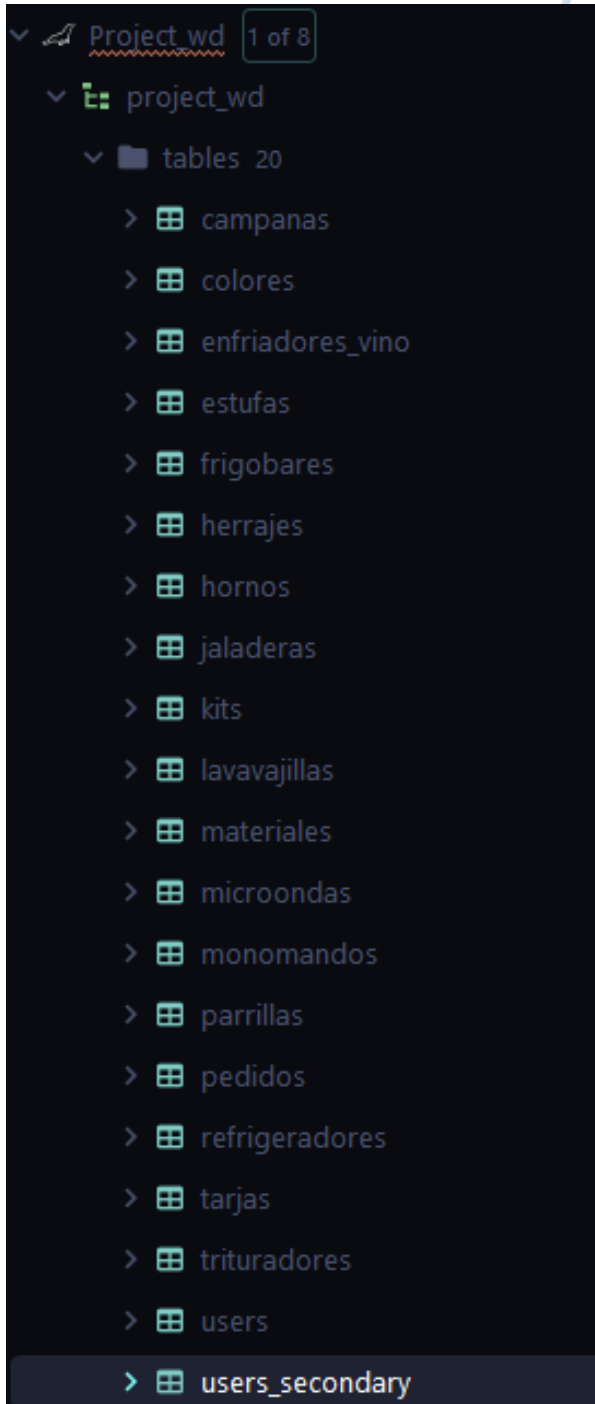 Project_wd 1 of 8
project_wd
tables 20
campanas
colores
enfriadores_vino
estufas
frigobares
herrajes
hornos
jaladeras
kits
lavavajillas
materiales
microondas
monomandos
parrillas
pedidos
refrigeradores
tarjas
trituradores
users
users_secondary